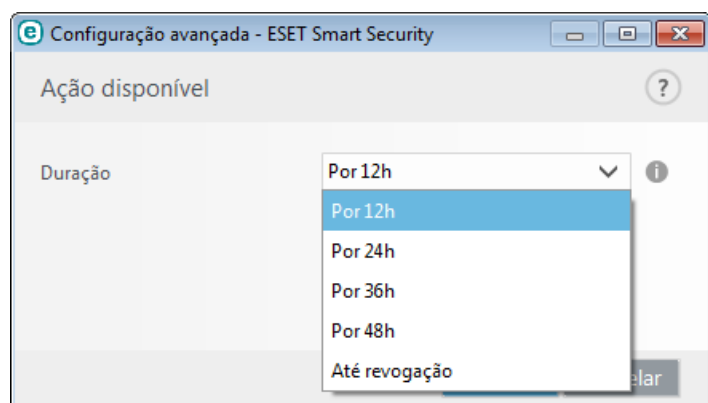 Configuração avançada - ESET Smart Security
Ação disponível
?
Duração
Por 12h
i
Por 12h
Por 24h
Por 36h
Por 48h
Até revogação
elar